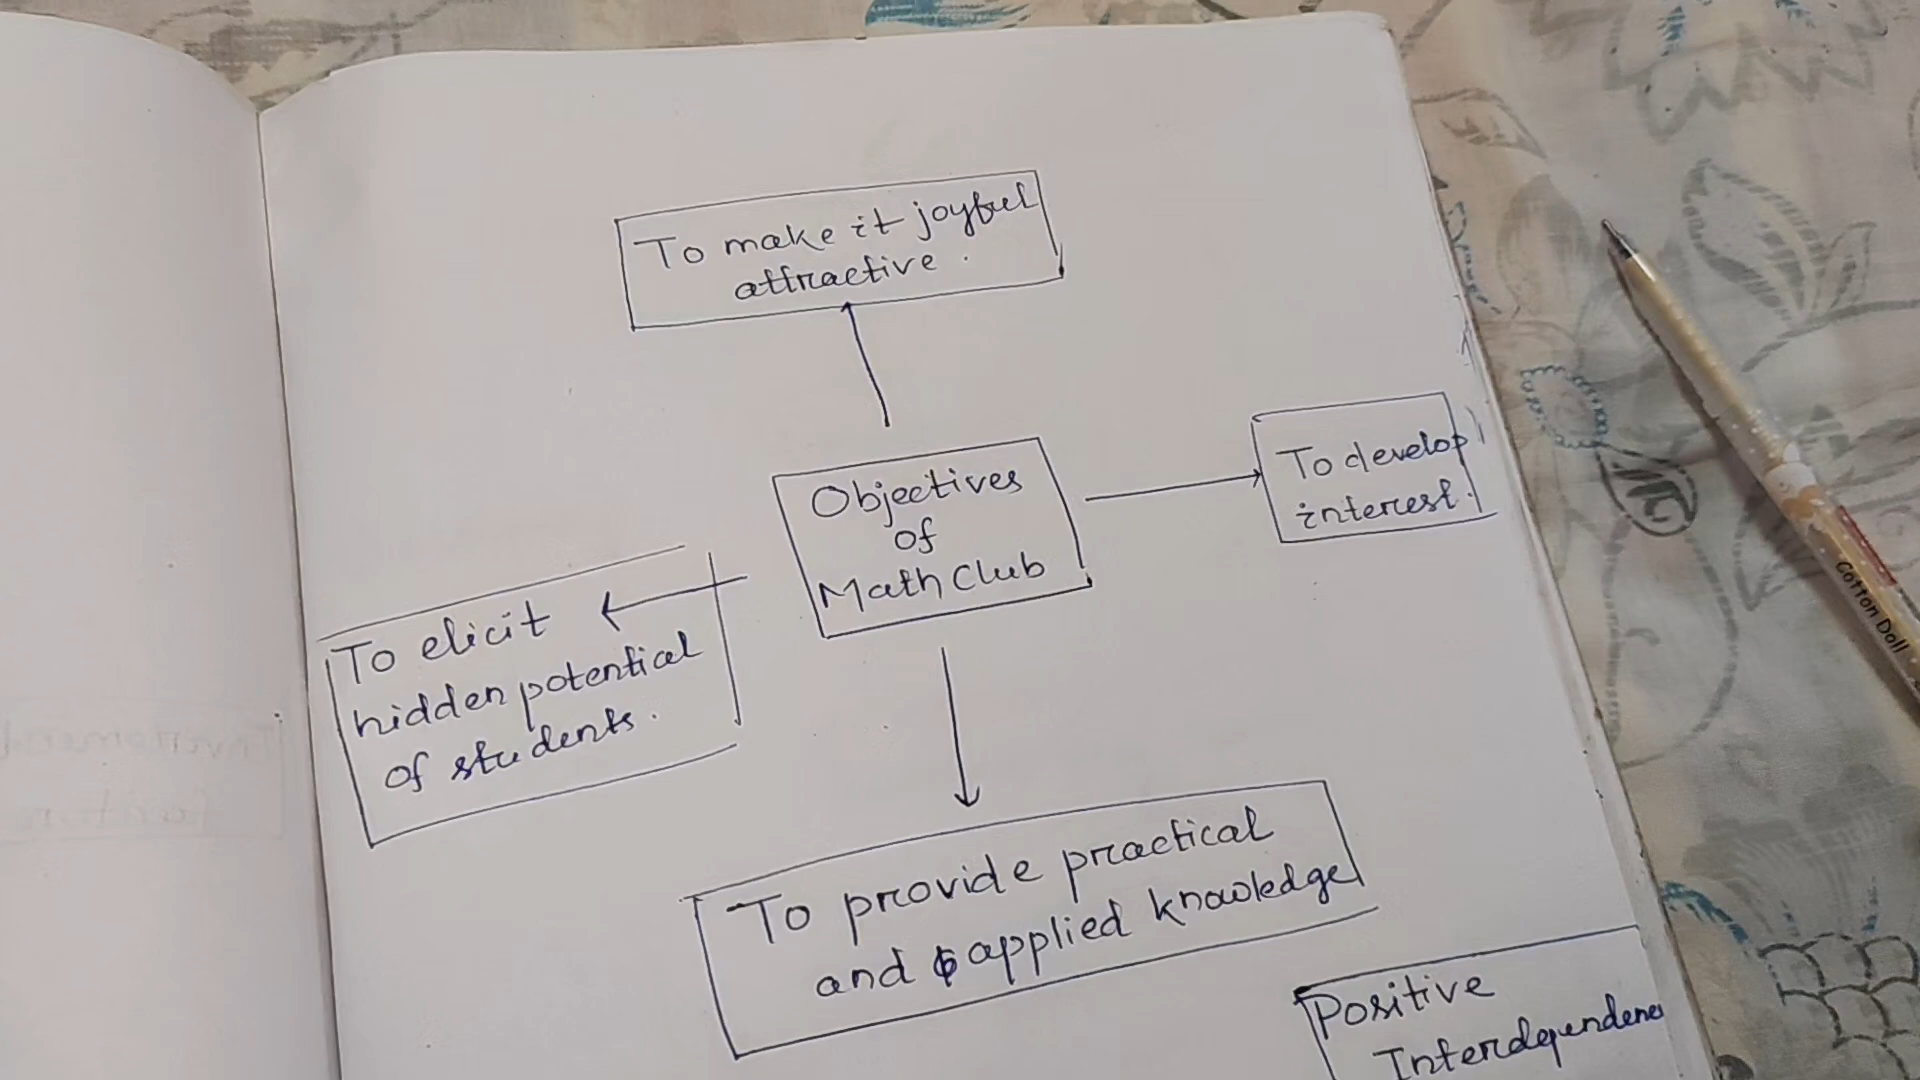 To make it joyful
attractive.
Objectives
of
Math Club
To develop
interest.
To elicit
hidden potential
of students.
To provide practical
and applied knowledge
Positive
Cotton Doll